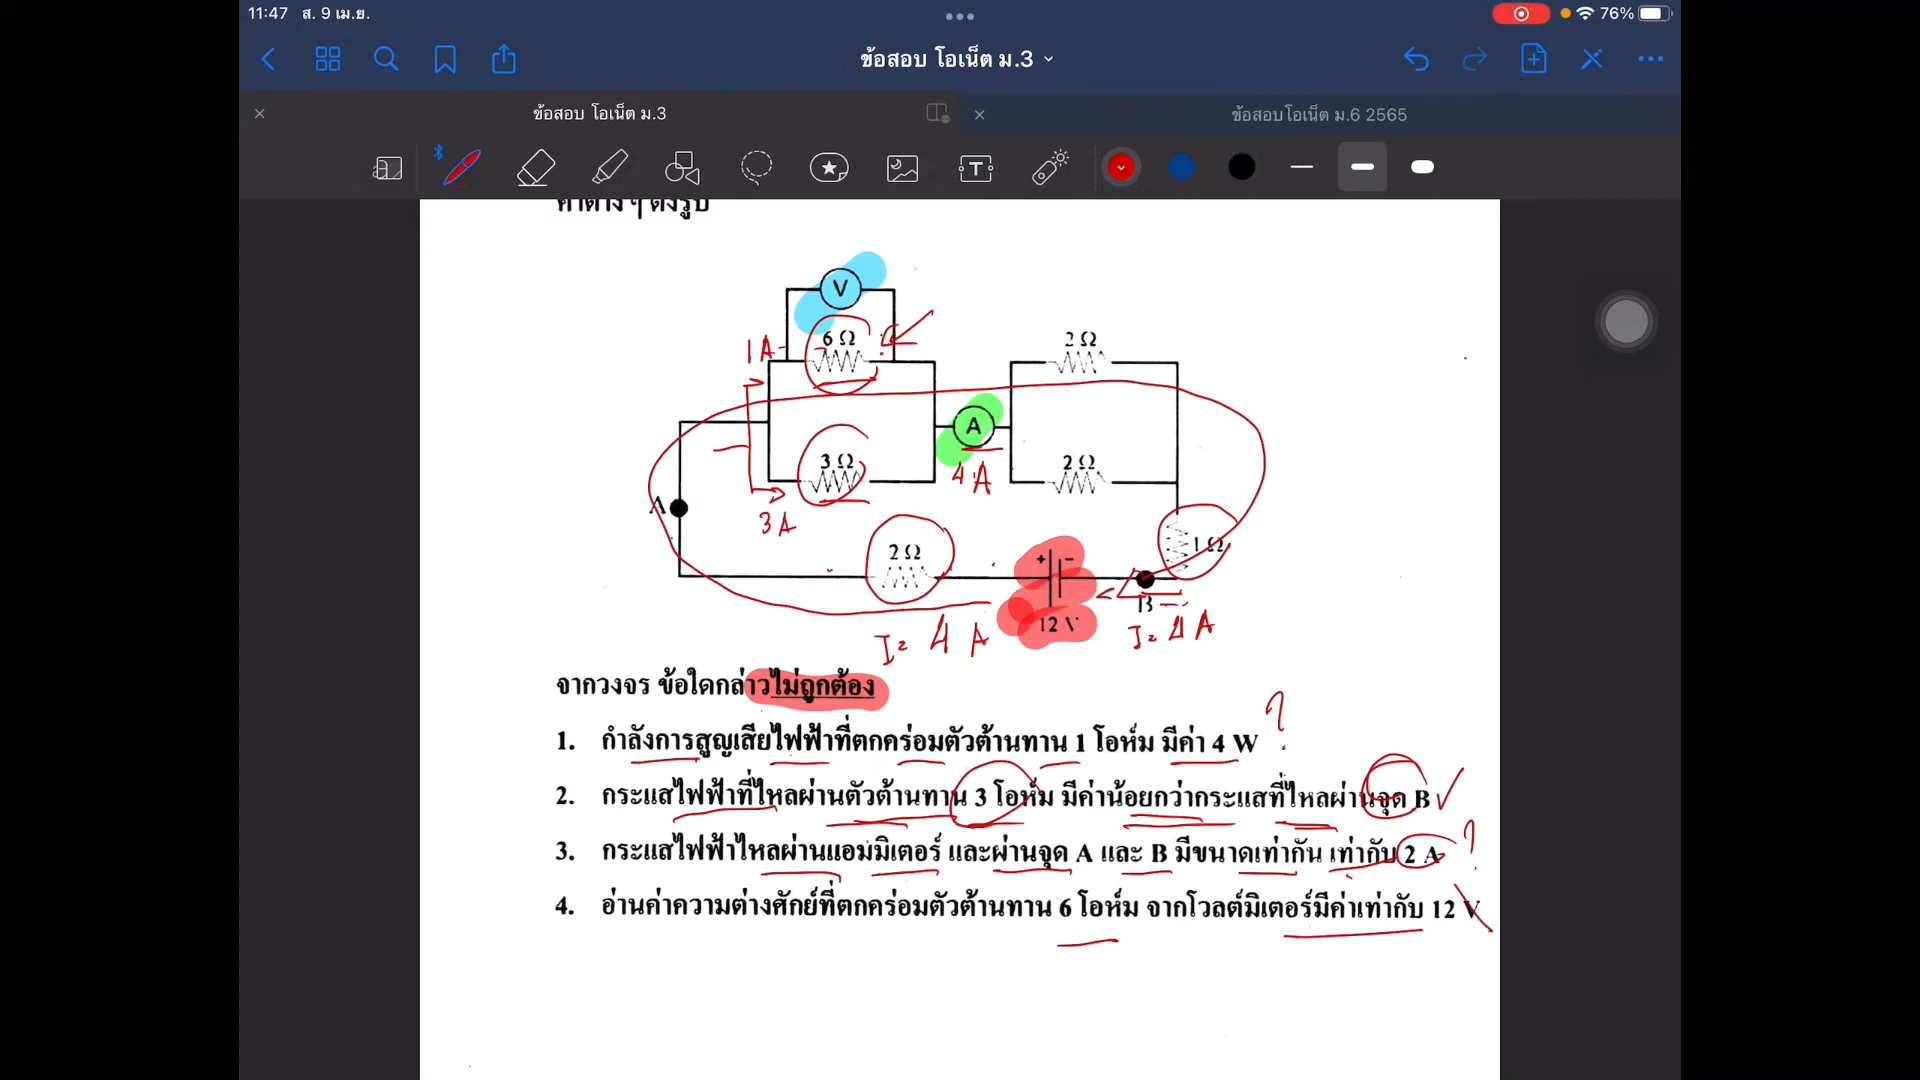 11:47 ส. 9 เม.ย.
76%
ข้อสอบ โอเน็ต ม.3
ข้อสอบ โอเน็ต ม.3
ข้อสอบโอเน็ต ม.6 2565
T
ค่าต่าง ๆ ดังรูป
V
6 Ω
2 Ω
1 A
A
3 Ω
2 Ω
4 A
A
3 A
2 Ω
1 Ω
+ −
B
12 V
I = 4 A
I = 4 A
จากวงจร ข้อใดกล่าวไม่ถูกต้อง
1. กำลังการสูญเสียไฟฟ้าที่ตกคร่อมตัวต้านทาน 1 โอห์ม มีค่า 4 W ?
2. กระแสไฟฟ้าที่ไหลผ่านตัวต้านทาน 3 โอห์ม มีค่าน้อยกว่ากระแสที่ไหลผ่านจุด B
3. กระแสไฟฟ้าไหลผ่านแอมมิเตอร์ และผ่านจุด A และ B มีขนาดเท่ากัน เท่ากับ 2 A ?
4. อ่านค่าความต่างศักย์ที่ตกคร่อมตัวต้านทาน 6 โอห์ม จากโวลต์มิเตอร์มีค่าเท่ากับ 12 V